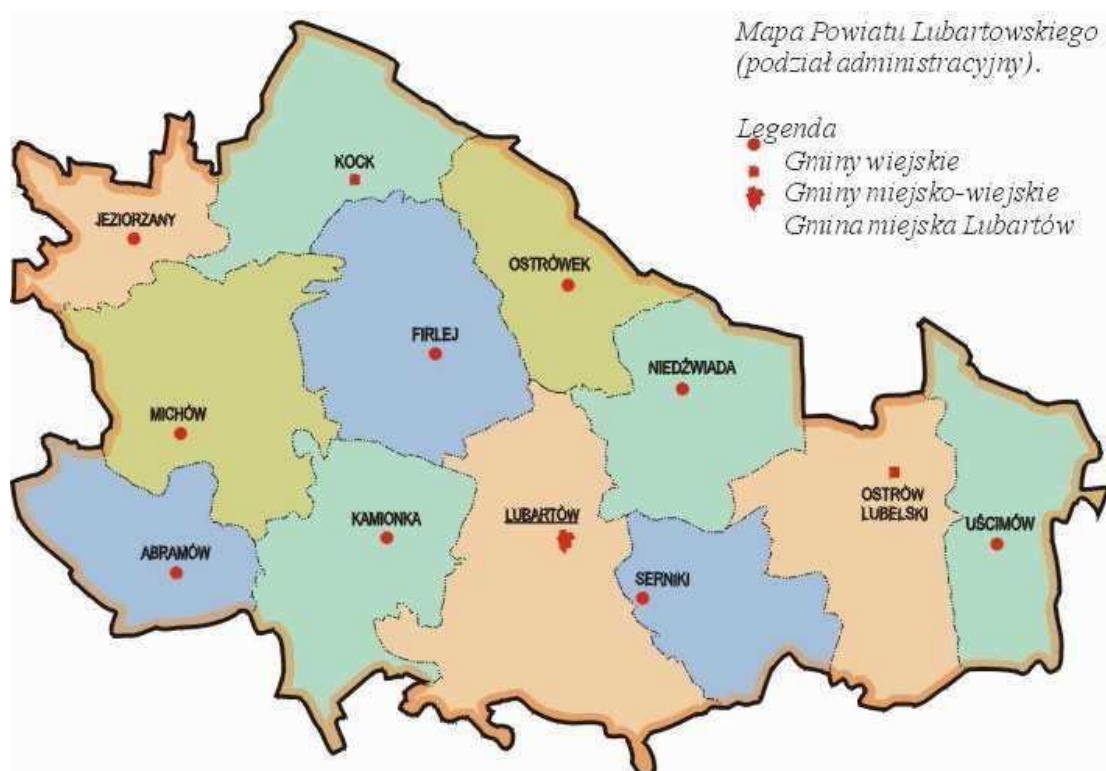 Mapa Powiatu Lubartowskiego
(podział administracyjny).
Legenda
Gminy wiejskie
Gminy miejsko-wiejskie
Gmina miejska Lubartów
KOCK
JEZIORZANY
OSTRÓWEK
FIRLEJ
NIEDŹWIADA
MICHÓW
OSTRÓW
LUBELSKI
KAMIONKA
LUBARTÓW
UŚCIMÓW
ABRAMÓW
SERNIKI